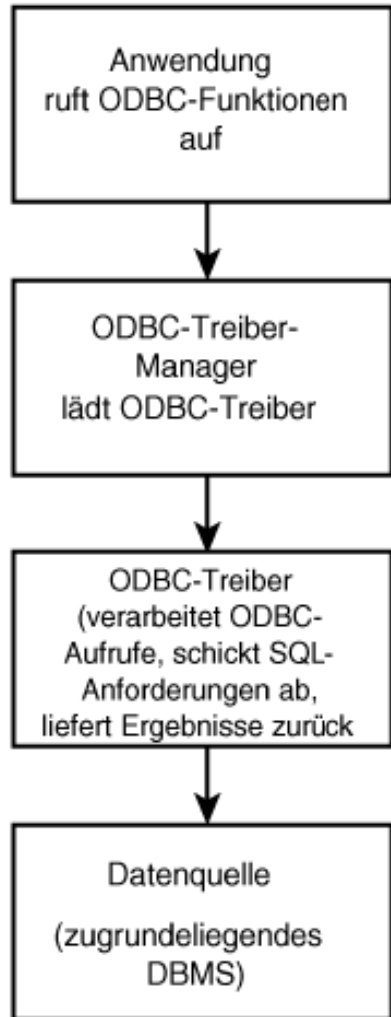 Anwendung
ruft ODBC-Funktionen
auf
ODBC-Treiber-
Manager
lädt ODBC-Treiber
ODBC-Treiber
(verarbeitet ODBC-
Aufrufe, schickt SQL-
Anforderungen ab,
liefert Ergebnisse zurück
Datenquelle
(zugrundeliegendes
DBMS)